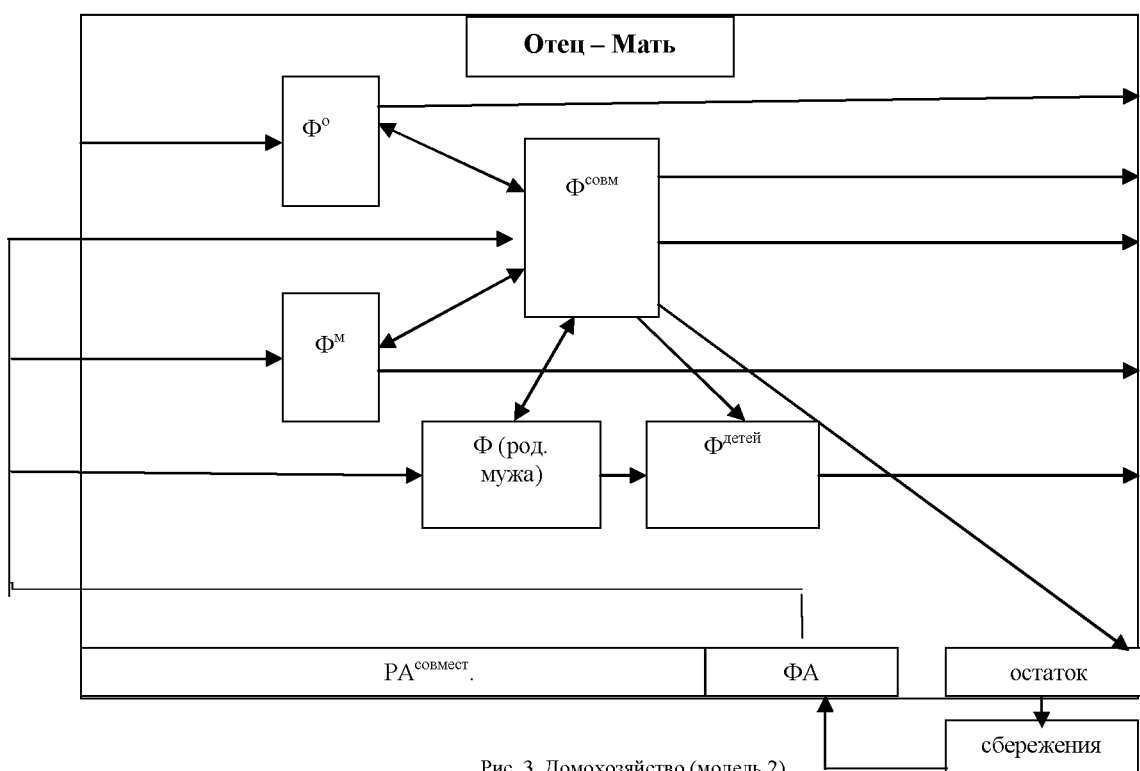 Отец – Мать
Фᵒ
Фсовм
Фм
Ф (род.
мужа)
Фдетей
РАсовмест.
ФА
остаток
сбережения
Рис. 3. Домохозяйство (модель 2)